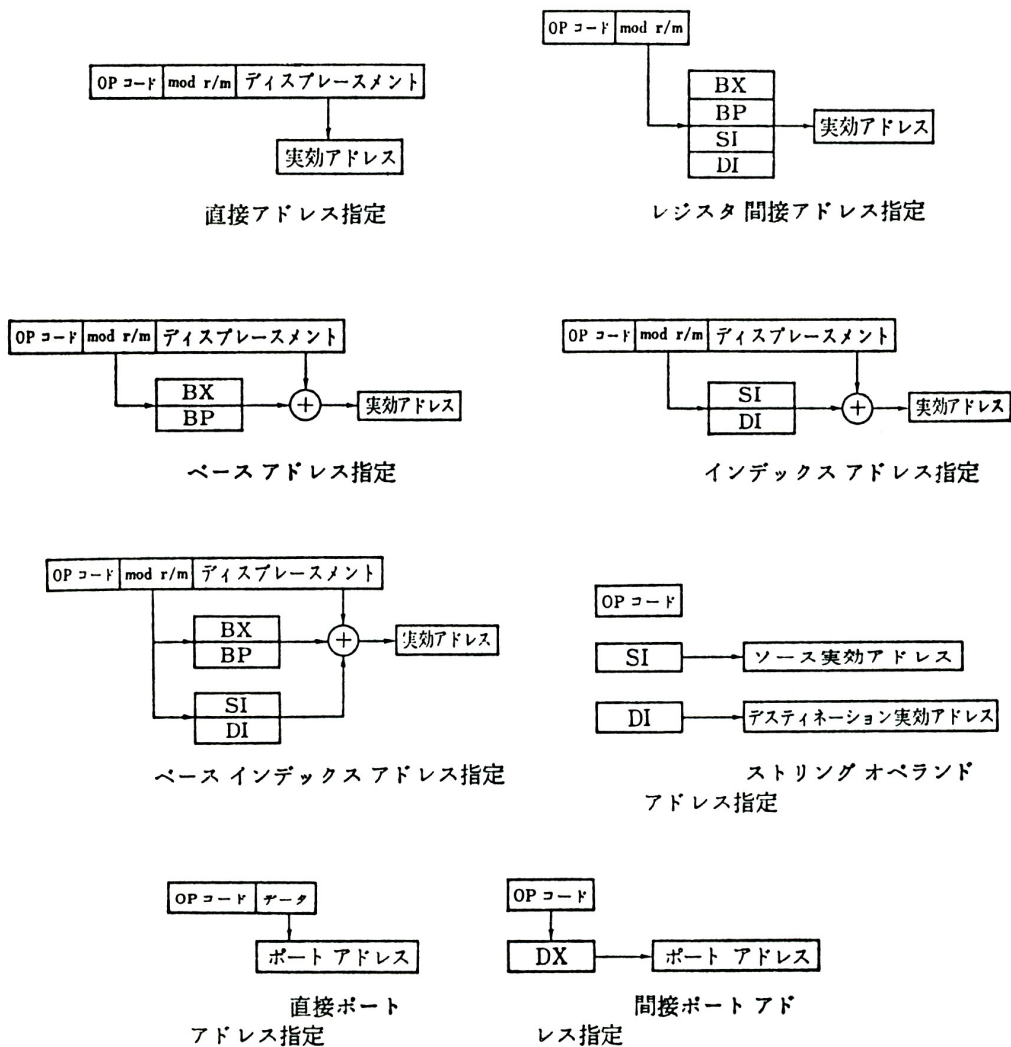 OP コード mod r/m ディスプレースメント
実効アドレス
直接アドレス指定
OP コード mod r/m
BX
BP
SI
DI
実効アドレス
レジスタ 間接アドレス指定
OP コード mod r/m ディスプレースメント
BX
BP
+
実効アドレス
ベース アドレス指定
OP コード mod r/m ディスプレースメント
SI
DI
+
実効アドレス
インデックス アドレス指定
OP コード mod r/m ディスプレースメント
BX
BP
+
実効アドレス
SI
DI
ベース インデックス アドレス指定
OP コード
SI
ソース実効アドレス
DI
デスティネーション実効アドレス
ストリング オペランド
アドレス指定
OP コード データ
ポート アドレス
直接ポート
アドレス指定
OP コード
DX
ポート アドレス
間接ポート アド
レス指定